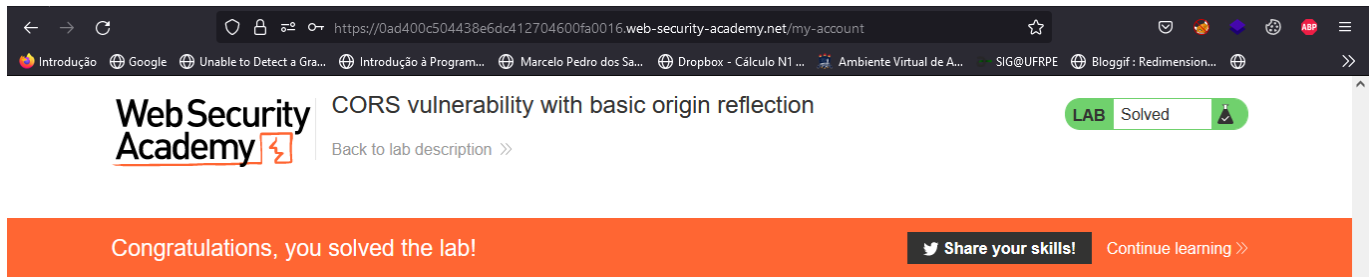 https://0ad400c504438e6dc412704600fa0016.web-security-academy.net/my-account
ABP
Introdução Google Unable to Detect a Gra... Introdução à Program... Marcelo Pedro dos Sa... Dropbox - Cálculo N1 ... Ambiente Virtual de A... SIG@UFRPE Bloggif : Redimension...
Web Security
Academy
CORS vulnerability with basic origin reflection
Back to lab description
LAB Solved
Congratulations, you solved the lab!
Share your skills!
Continue learning